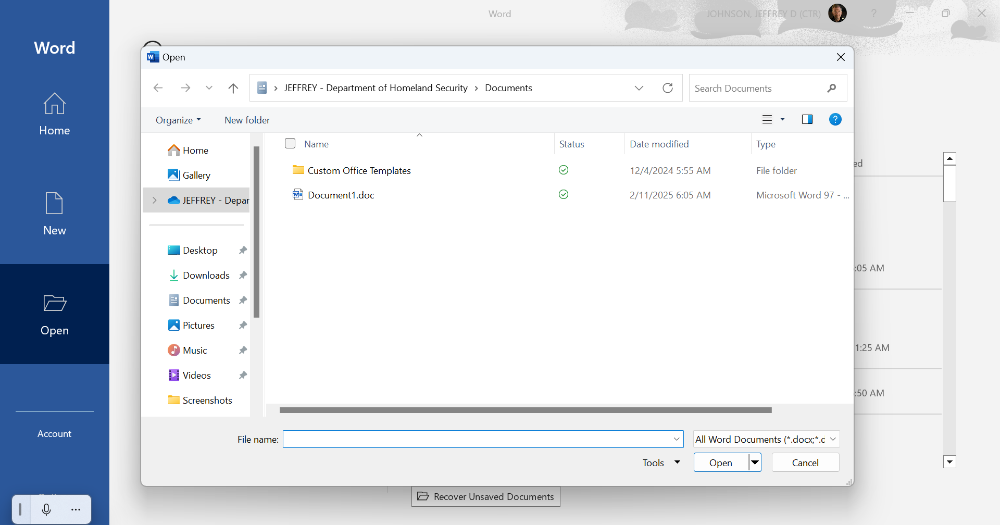 Word
JOHNSON, JEFFREY D (CTR)
?
Word
Home
New
Open
Account
Open
JEFFREY - Department of Homeland Security
Documents
Search Documents
Organize
New folder
?
Home
Gallery
JEFFREY - Depar
Desktop
Downloads
Documents
Pictures
Music
Videos
Screenshots
Name
Status
Date modified
Type
Custom Office Templates
12/4/2024 5:55 AM
File folder
Document1.doc
2/11/2025 6:05 AM
Microsoft Word 97 - ...
ed
:05 AM
1:25 AM
:50 AM
File name:
All Word Documents (*.docx;*.c
Tools
Open
Cancel
Recover Unsaved Documents